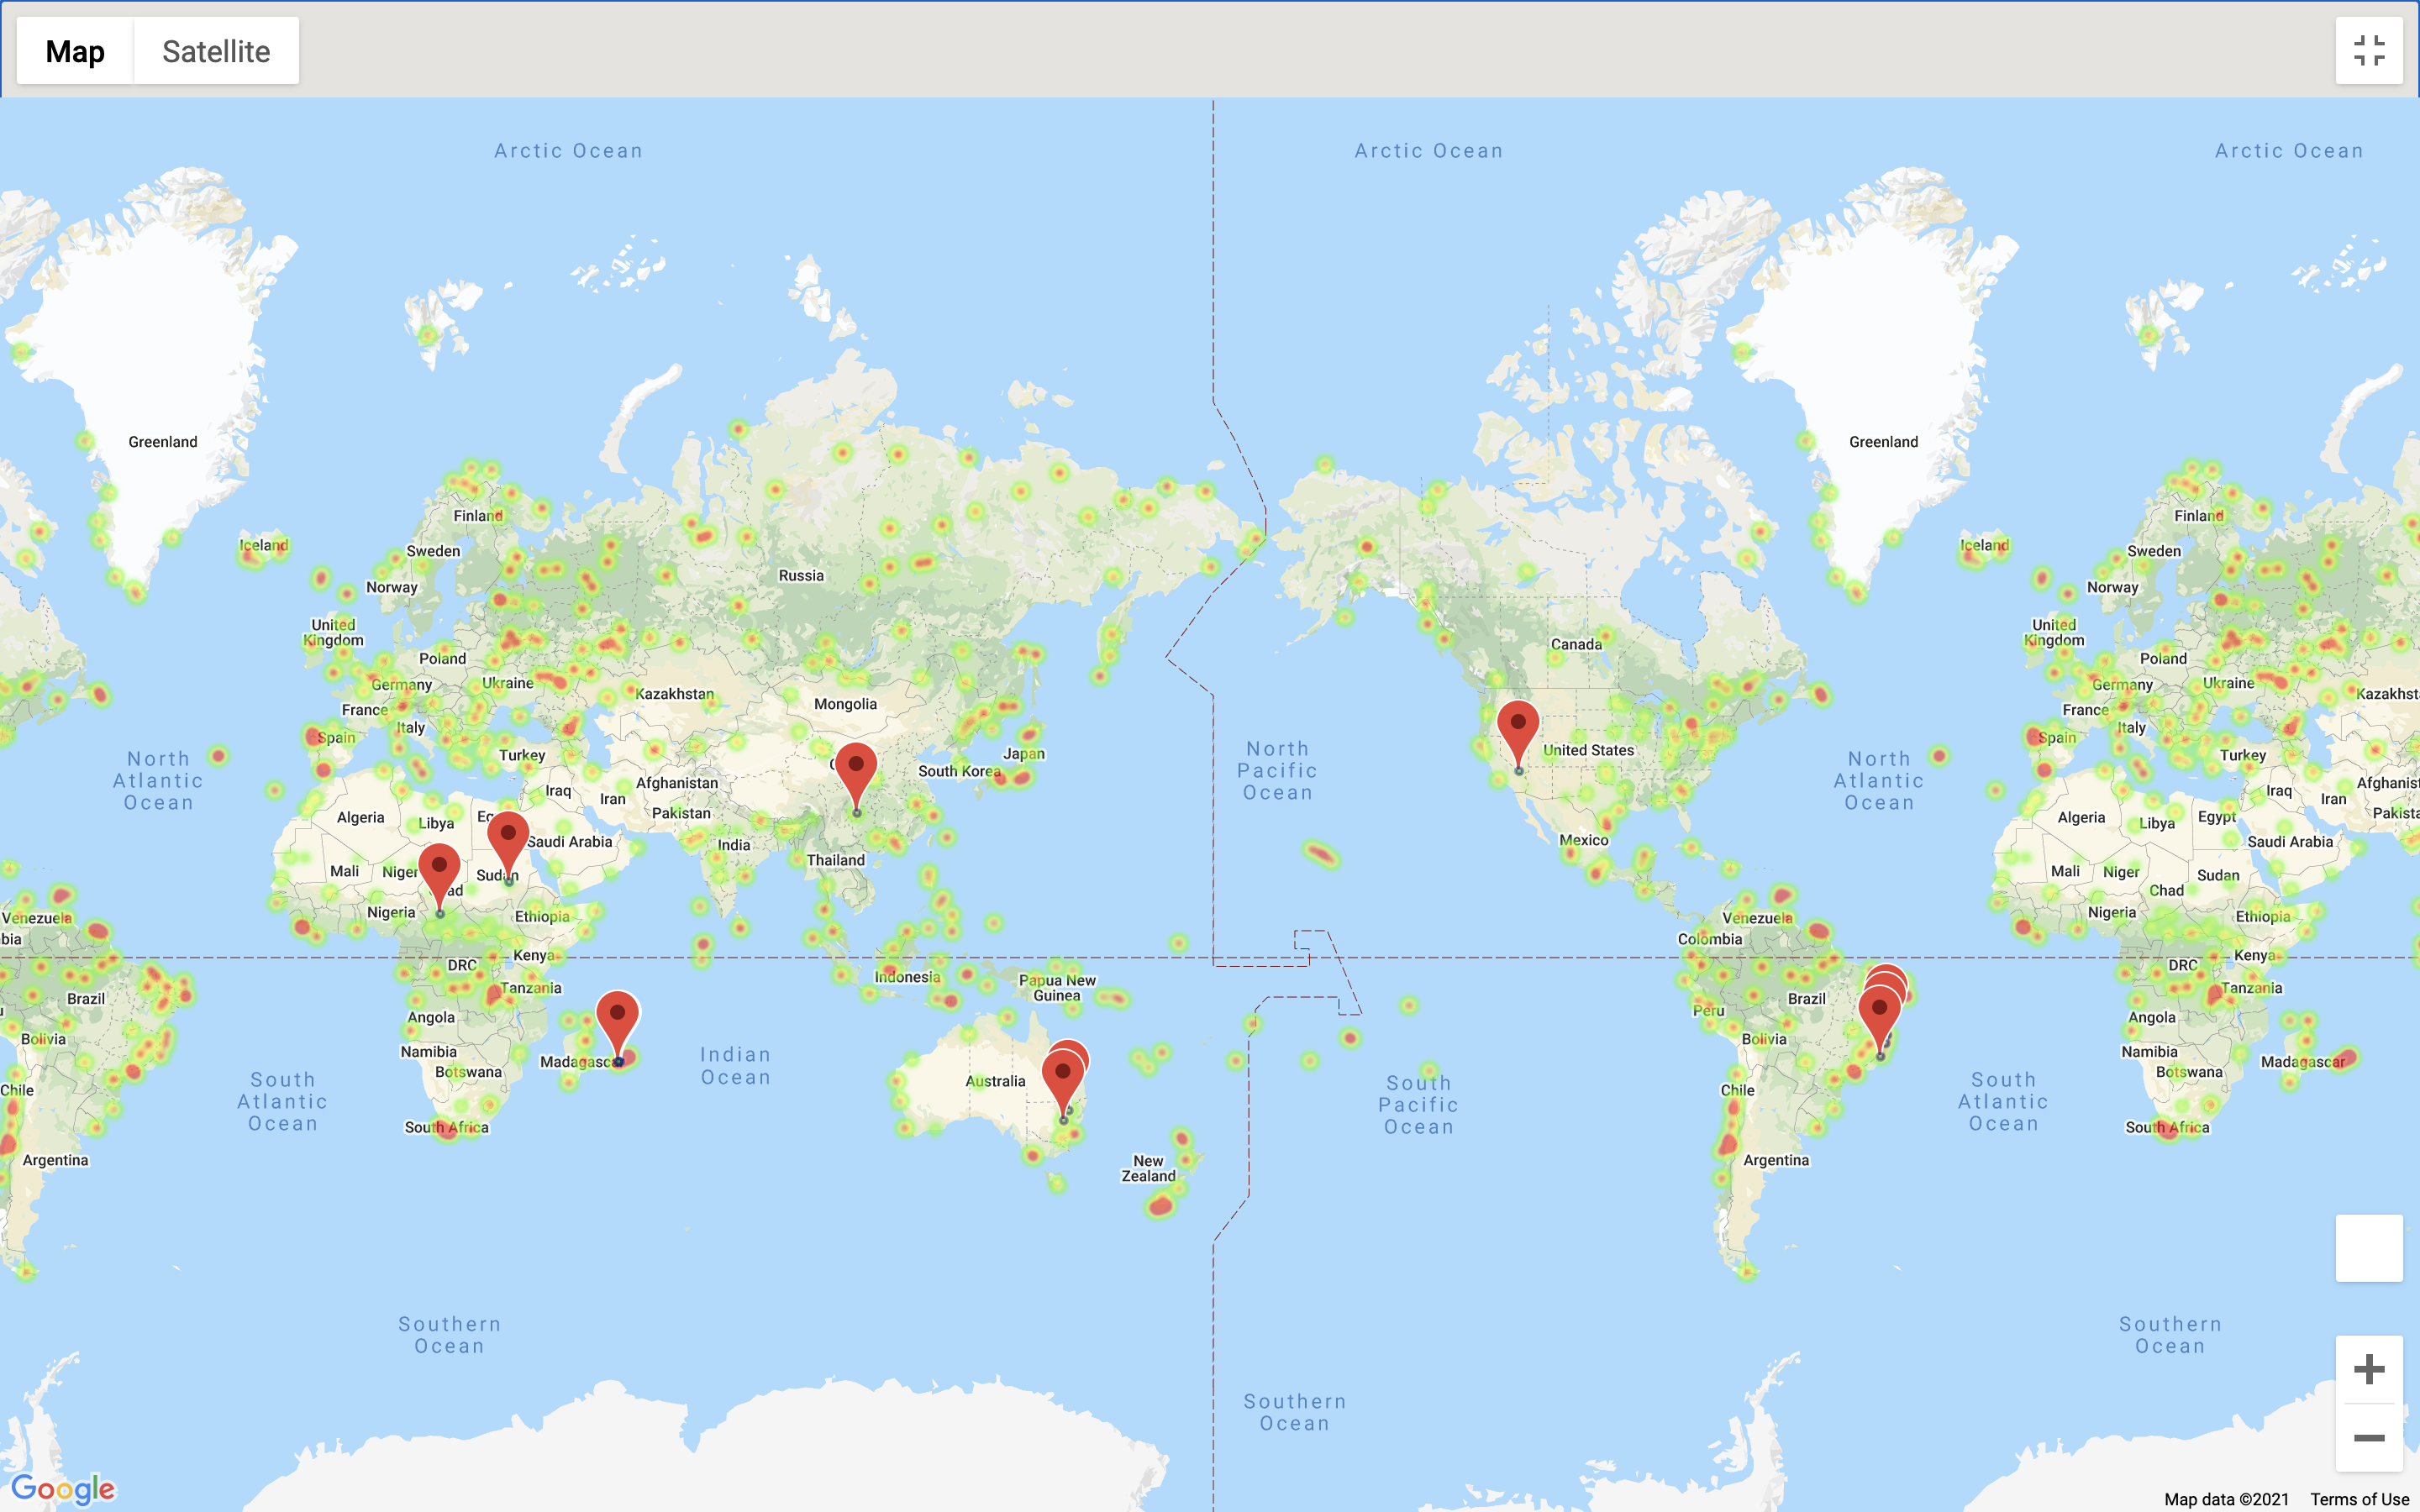 Map
Satellite
Arctic Ocean
Arctic Ocean
Arctic Ocean
Greenland
Greenland
Finland
Finland
Iceland
Iceland
Sweden
Sweden
Norway
Norway
Russia
United
Kingdom
United
Kingdom
Canada
Poland
Poland
Germany
Germany
Ukraine
Ukraine
Kazakhstan
Kazakhst
Mongolia
France
France
Italy
Italy
Spain
Spain
Turkey
Turkey
United States
Japan
South Korea
North
Atlantic
Ocean
North
Pacific
Ocean
North
Atlantic
Ocean
Afghanistan
Afghanist
Iraq
Iraq
Iran
Iran
Pakistan
Pakista
Algeria
Algeria
Libya
Libya
Egypt
Saudi Arabia
Saudi Arabia
India
Thailand
Mexico
Mali
Mali
Niger
Niger
Chad
Sudan
Sudan
Nigeria
Nigeria
Ethiopia
Ethiopia
Venezuela
Venezuela
Colombia
DRC
DRC
Kenya
Kenya
Indonesia
Papua New
Guinea
Tanzania
Tanzania
Brazil
Brazil
Peru
Angola
Angola
Bolivia
Bolivia
Namibia
Namibia
Madagascar
Botswana
Botswana
Indian
Ocean
Australia
Chile
Chile
South
Atlantic
Ocean
South
Pacific
Ocean
South
Atlantic
Ocean
South Africa
South Africa
Argentina
Argentina
New
Zealand
Southern
Ocean
Southern
Ocean
Southern
Ocean
Google
Map data ©2021
Terms of Use